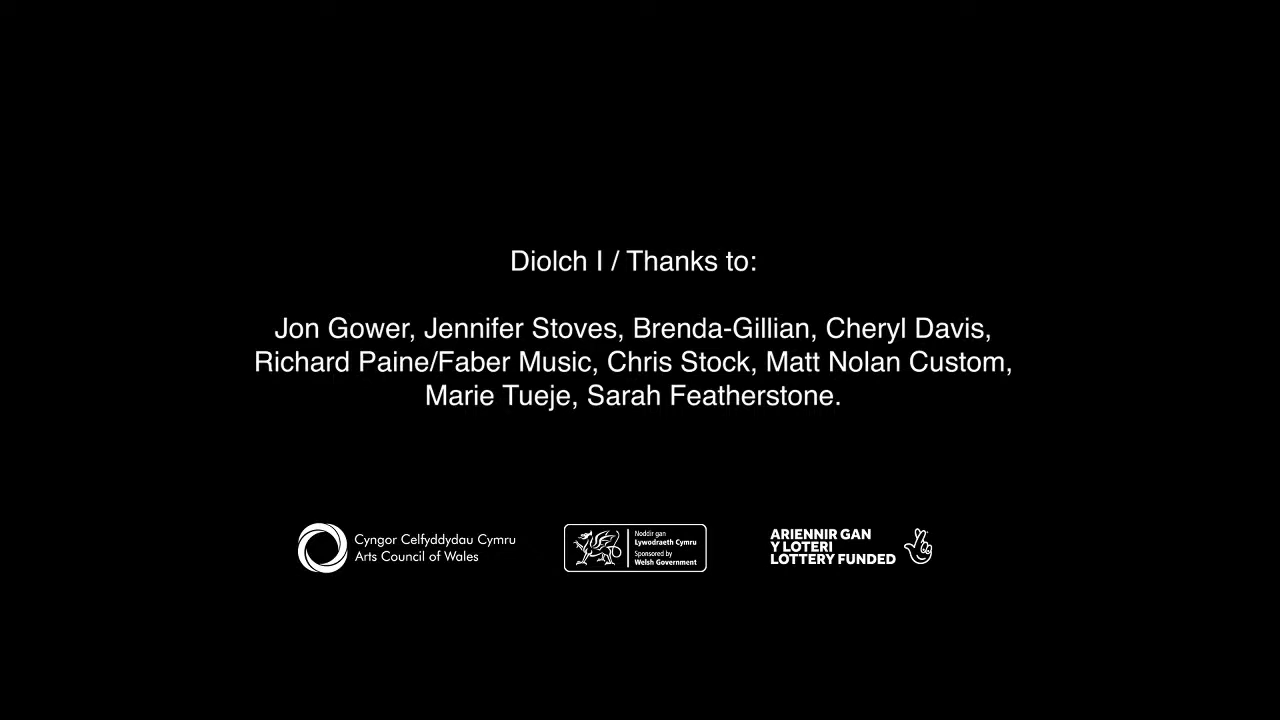 Diolch I / Thanks to:
Jon Gower, Jennifer Stoves, Brenda-Gillian, Cheryl Davis,
Richard Paine/Faber Music, Chris Stock, Matt Nolan Custom,
Marie Tueje, Sarah Featherstone.
Cyngor Celfyddydau Cymru
Arts Council of Wales
Noddir gan
Lywodraeth Cymru
Sponsored by
Welsh Government
ARIENNIR GAN
Y LOTERI
LOTTERY FUNDED